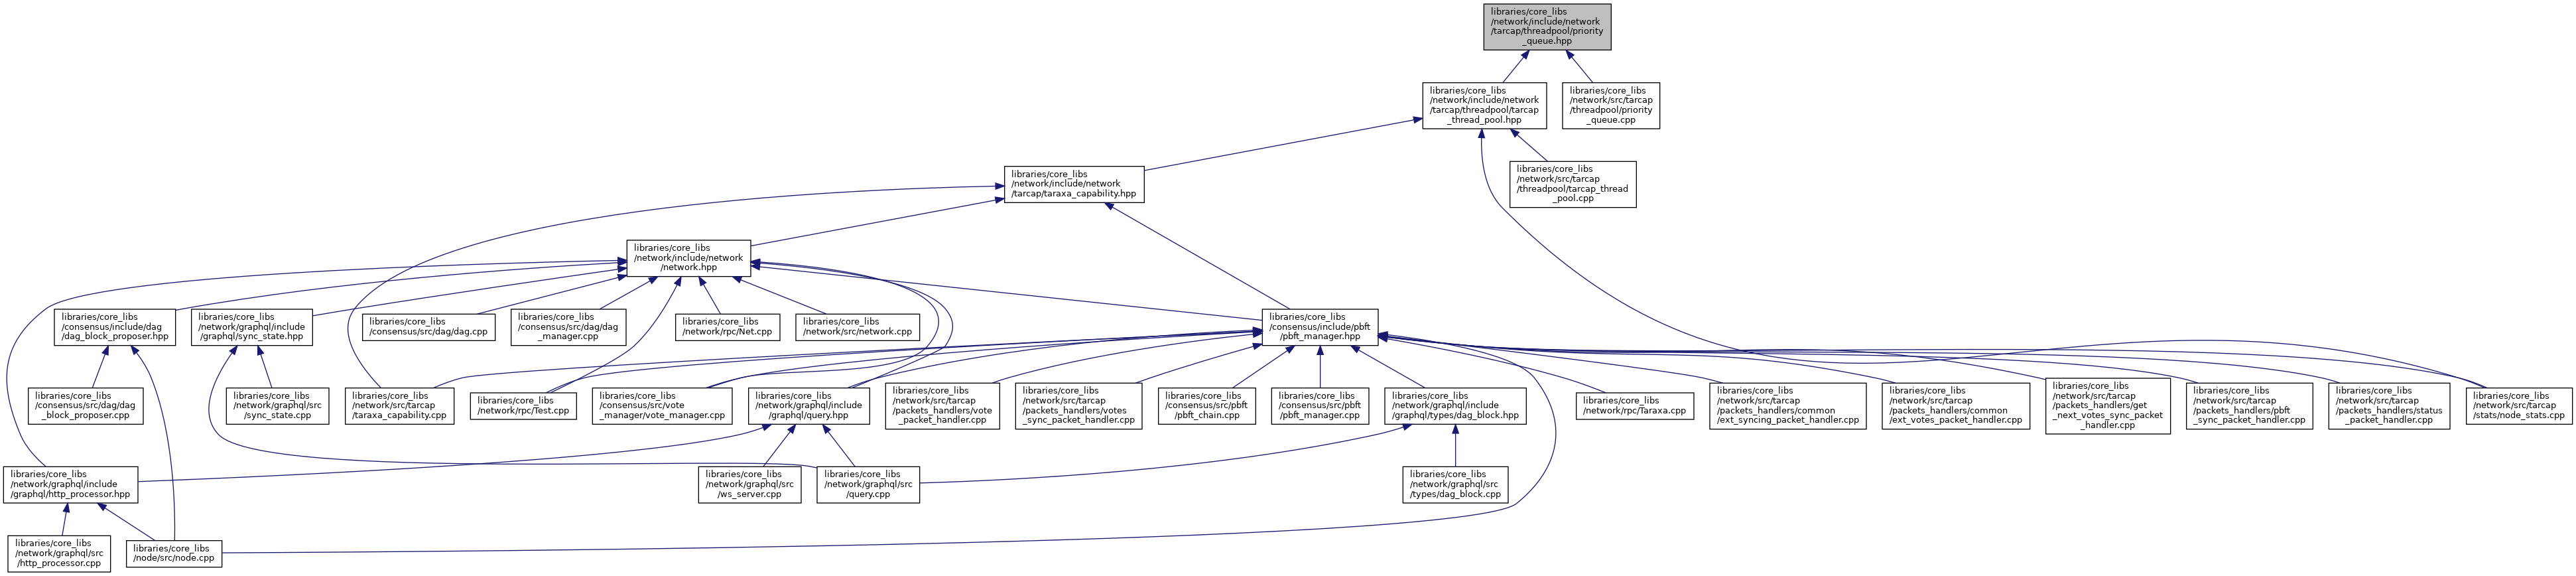 libraries/core_libs
/network/include/network
/tarcap/threadpool/priority
_queue.hpp
libraries/core_libs
/network/include/network
/tarcap/threadpool/tarcap
_thread_pool.hpp
libraries/core_libs
/network/src/tarcap
/threadpool/priority
_queue.cpp
libraries/core_libs
/network/include/network
/tarcap/taraxa_capability.hpp
libraries/core_libs
/network/src/tarcap
/threadpool/tarcap_thread
_pool.cpp
libraries/core_libs
/network/include/network
/network.hpp
libraries/core_libs
/consensus/include/dag
/dag_block_proposer.hpp
libraries/core_libs
/network/graphql/include
/graphql/sync_state.hpp
libraries/core_libs
/consensus/src/dag/dag.cpp
libraries/core_libs
/consensus/src/dag/dag
_manager.cpp
libraries/core_libs
/network/rpc/Net.cpp
libraries/core_libs
/network/src/network.cpp
libraries/core_libs
/consensus/include/pbft
/pbft_manager.hpp
libraries/core_libs
/consensus/src/dag/dag
_block_proposer.cpp
libraries/core_libs
/network/graphql/src
/sync_state.cpp
libraries/core_libs
/network/src/tarcap
/taraxa_capability.cpp
libraries/core_libs
/network/rpc/Test.cpp
libraries/core_libs
/consensus/src/vote
_manager/vote_manager.cpp
libraries/core_libs
/network/graphql/include
/graphql/query.hpp
libraries/core_libs
/network/src/tarcap
/packets_handlers/vote
_packet_handler.cpp
libraries/core_libs
/network/src/tarcap
/packets_handlers/votes
_sync_packet_handler.cpp
libraries/core_libs
/consensus/src/pbft
/pbft_chain.cpp
libraries/core_libs
/consensus/src/pbft
/pbft_manager.cpp
libraries/core_libs
/network/graphql/include
/graphql/types/dag_block.hpp
libraries/core_libs
/network/rpc/Taraxa.cpp
libraries/core_libs
/network/src/tarcap
/packets_handlers/common
/ext_syncing_packet_handler.cpp
libraries/core_libs
/network/src/tarcap
/packets_handlers/common
/ext_votes_packet_handler.cpp
libraries/core_libs
/network/src/tarcap
/packets_handlers/get
_next_votes_sync_packet
_handler.cpp
libraries/core_libs
/network/src/tarcap
/packets_handlers/pbft
_sync_packet_handler.cpp
libraries/core_libs
/network/src/tarcap
/packets_handlers/status
_packet_handler.cpp
libraries/core_libs
/network/src/tarcap
/stats/node_stats.cpp
libraries/core_libs
/network/graphql/include
/graphql/http_processor.hpp
libraries/core_libs
/network/graphql/src
/ws_server.cpp
libraries/core_libs
/network/graphql/src
/query.cpp
libraries/core_libs
/network/graphql/src
/types/dag_block.cpp
libraries/core_libs
/network/graphql/src
/http_processor.cpp
libraries/core_libs
/node/src/node.cpp